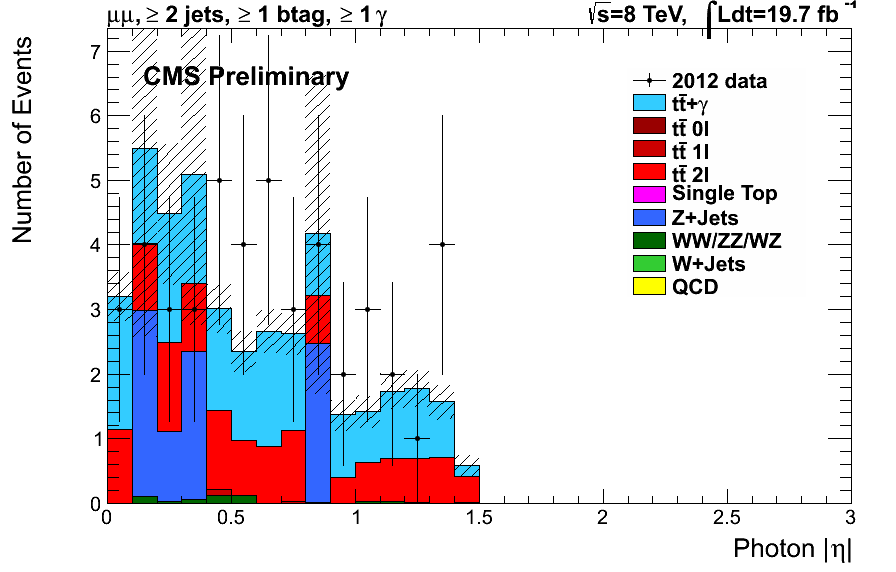 μμ, ≥ 2 jets, ≥ 1 btag, ≥ 1 γ
√s=8 TeV, ∫Ldt=19.7 fb⁻¹
CMS Preliminary
2012 data
tt̄+γ
tt̄ 0l
tt̄ 1l
tt̄ 2l
Single Top
Z+Jets
WW/ZZ/WZ
W+Jets
QCD
Number of Events
7
6
5
4
3
2
1
0
0 0.5 1 1.5 2 2.5 3
Photon |η|